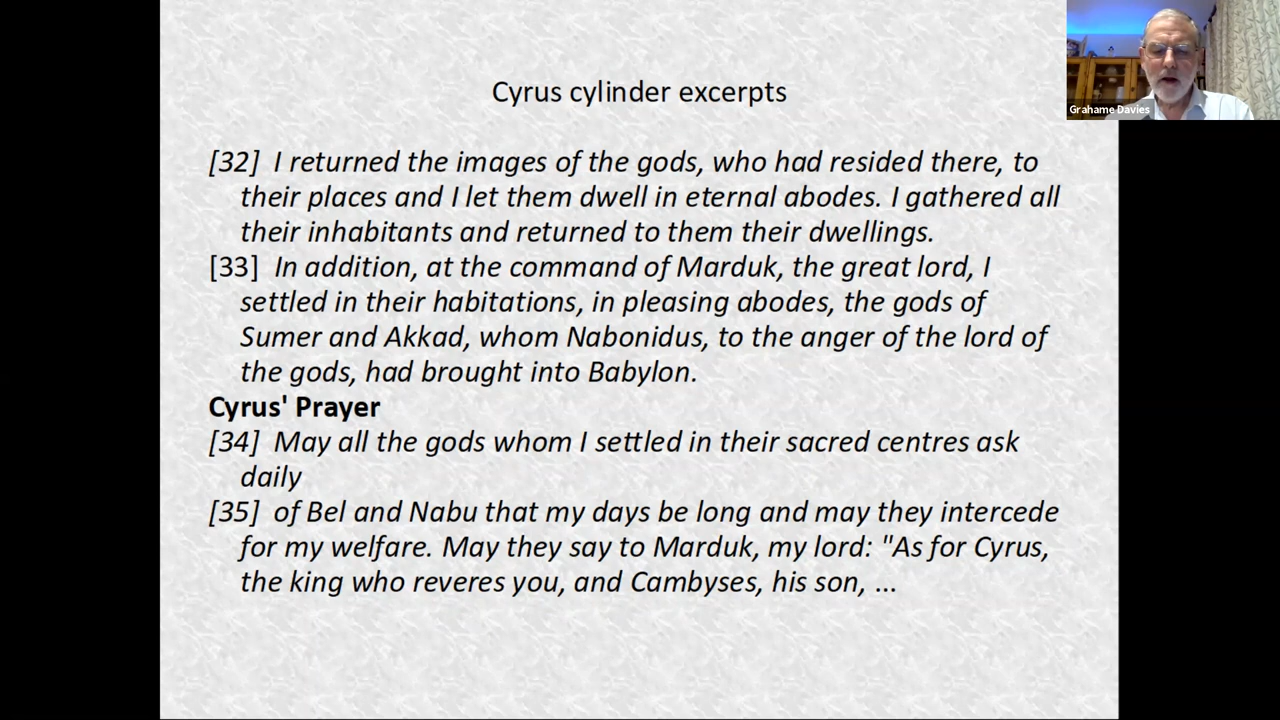 Cyrus cylinder excerpts
Grahame Davies
[32] I returned the images of the gods, who had resided there, to
their places and I let them dwell in eternal abodes. I gathered all
their inhabitants and returned to them their dwellings.
[33] In addition, at the command of Marduk, the great lord, I
settled in their habitations, in pleasing abodes, the gods of
Sumer and Akkad, whom Nabonidus, to the anger of the lord of
the gods, had brought into Babylon.
Cyrus' Prayer
[34] May all the gods whom I settled in their sacred centres ask
daily
[35] of Bel and Nabu that my days be long and may they intercede
for my welfare. May they say to Marduk, my lord: "As for Cyrus,
the king who reveres you, and Cambyses, his son, ...